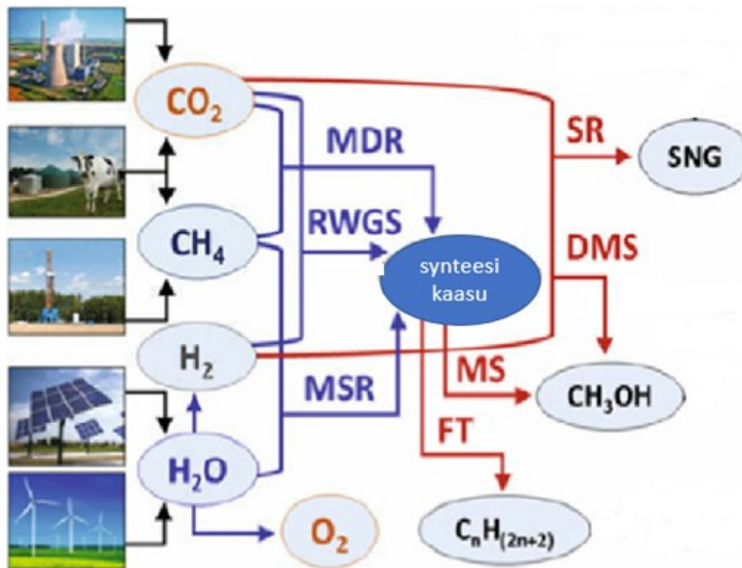 CO₂
SR
SNG
MDR
RWGS
CH₄
DMS
synteesi
kaasu
H₂
MSR
MS
CH₃OH
FT
H₂O
O₂
CₙH₍₂ₙ₊₂₎